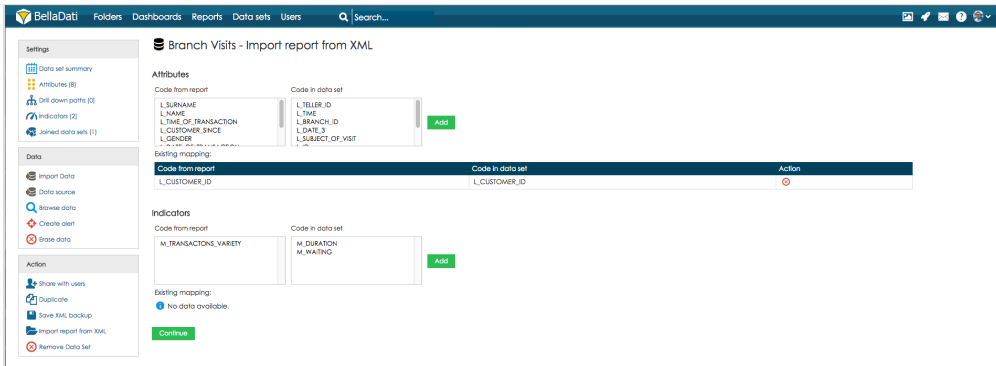 BellaDati Folders Dashboards Reports Data sets Users Search...
Settings
Data set summary
Attributes (8)
Drill down paths (0)
Indicators (2)
Joined data sets (1)
Data
Import Data
Data source
Browse data
Create alert
Erase data
Action
Share with users
Duplicate
Save XML backup
Import report from XML
Remove Data Set
Branch Visits - Import report from XML
Attributes
Code from report Code in data set
L_SURNAME
L_NAME
L_TIME_OF_TRANSACTION
L_CUSTOMER_SINCE
L_GENDER
L_TELLER_ID
L_TIME
L_BRANCH_ID
L_DATE_3
L_SUBJECT_OF_VISIT
Add
Existing mapping:
Code from report Code in data set Action
L_CUSTOMER_ID L_CUSTOMER_ID
Indicators
Code from report Code in data set
M_TRANSACTONS_VARIETY
M_DURATION
M_WAITING
Add
Existing mapping:
No data available.
Continue